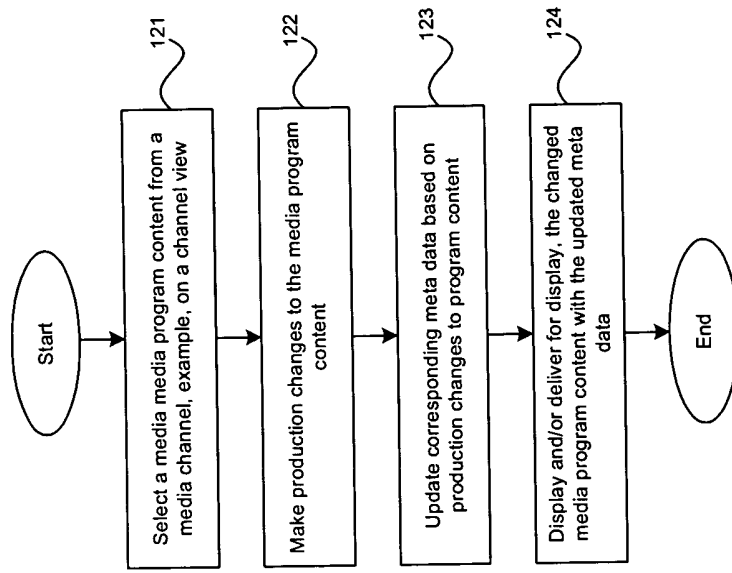 Start
Select a media media program content from a
media channel, example, on a channel view
121
Make production changes to the media program
content
122
Update corresponding meta data based on
production changes to program content
123
Display and/or deliver for display, the changed
media program content with the updated meta
data
124
End